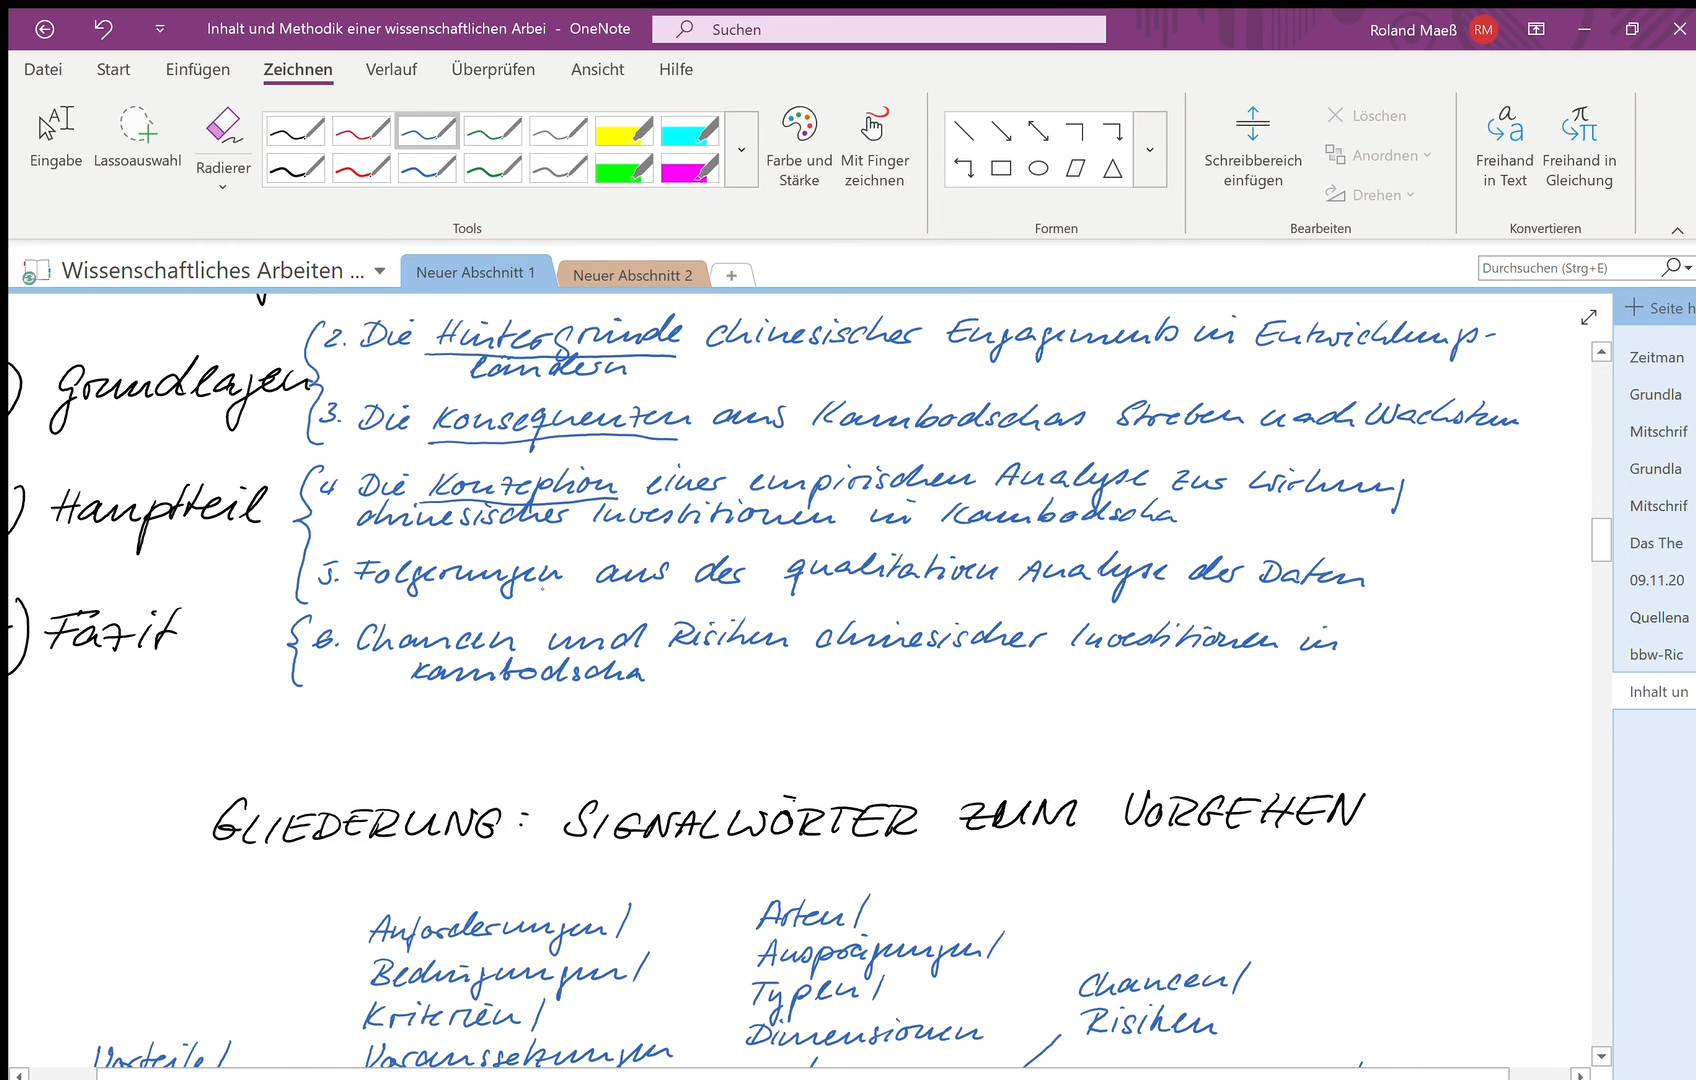 Inhalt und Methodik einer wissenschaftlichen Arbei - OneNote
Suchen
Roland Maeß
RM
Datei Start Einfügen Zeichnen Verlauf Überprüfen Ansicht Hilfe
Eingabe
Lassoauswahl
Radierer
Farbe und Stärke
Mit Finger zeichnen
Schreibbereich einfügen
Löschen
Anordnen
Drehen
Freihand in Text
Freihand in Gleichung
Tools
Formen
Bearbeiten
Konvertieren
Wissenschaftliches Arbeiten ...
Neuer Abschnitt 1
Neuer Abschnitt 2
Durchsuchen (Strg+E)
Seite h
Zeitman
Grundla
Mitschrif
Grundla
Mitschrif
Das The
09.11.20
Quellena
bbw-Ric
Inhalt un
2. Die Hintergründe chinesischer Engagements in Entwicklungs-
ländern
) Grundlagen
3. Die Konsequenzen aus Kambodschas Streben nach Wachstum
4 Die Konzeption einer empirischen Analyse zur Wirkung
chinesischer Investitionen in Kambodscha
) Hauptteil
5. Folgerungen aus der qualitativen Analyse der Daten
) Fazit
6. Chancen und Risiken chinesischer Investitionen in
Kambodscha
GLIEDERUNG: SIGNALWÖRTER ZUM VORGEHEN
Anforderungen/
Bedingungen/
Kriterien/
Voraussetzungen
Arten/
Ausprägungen/
Typen/
Dimensionen
Chancen/
Risiken
Vorteile/